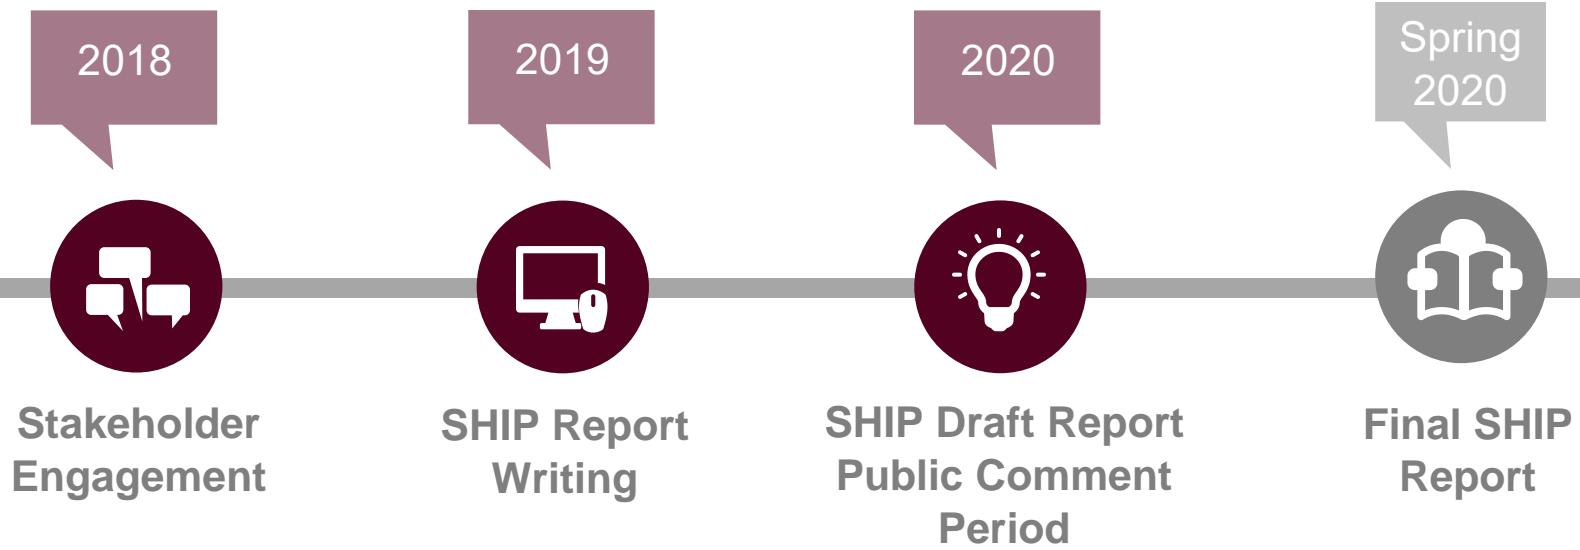 2018
Stakeholder
Engagement
2019
SHIP Report
Writing
2020
SHIP Draft Report
Public Comment
Period
Spring
2020
Final SHIP
Report